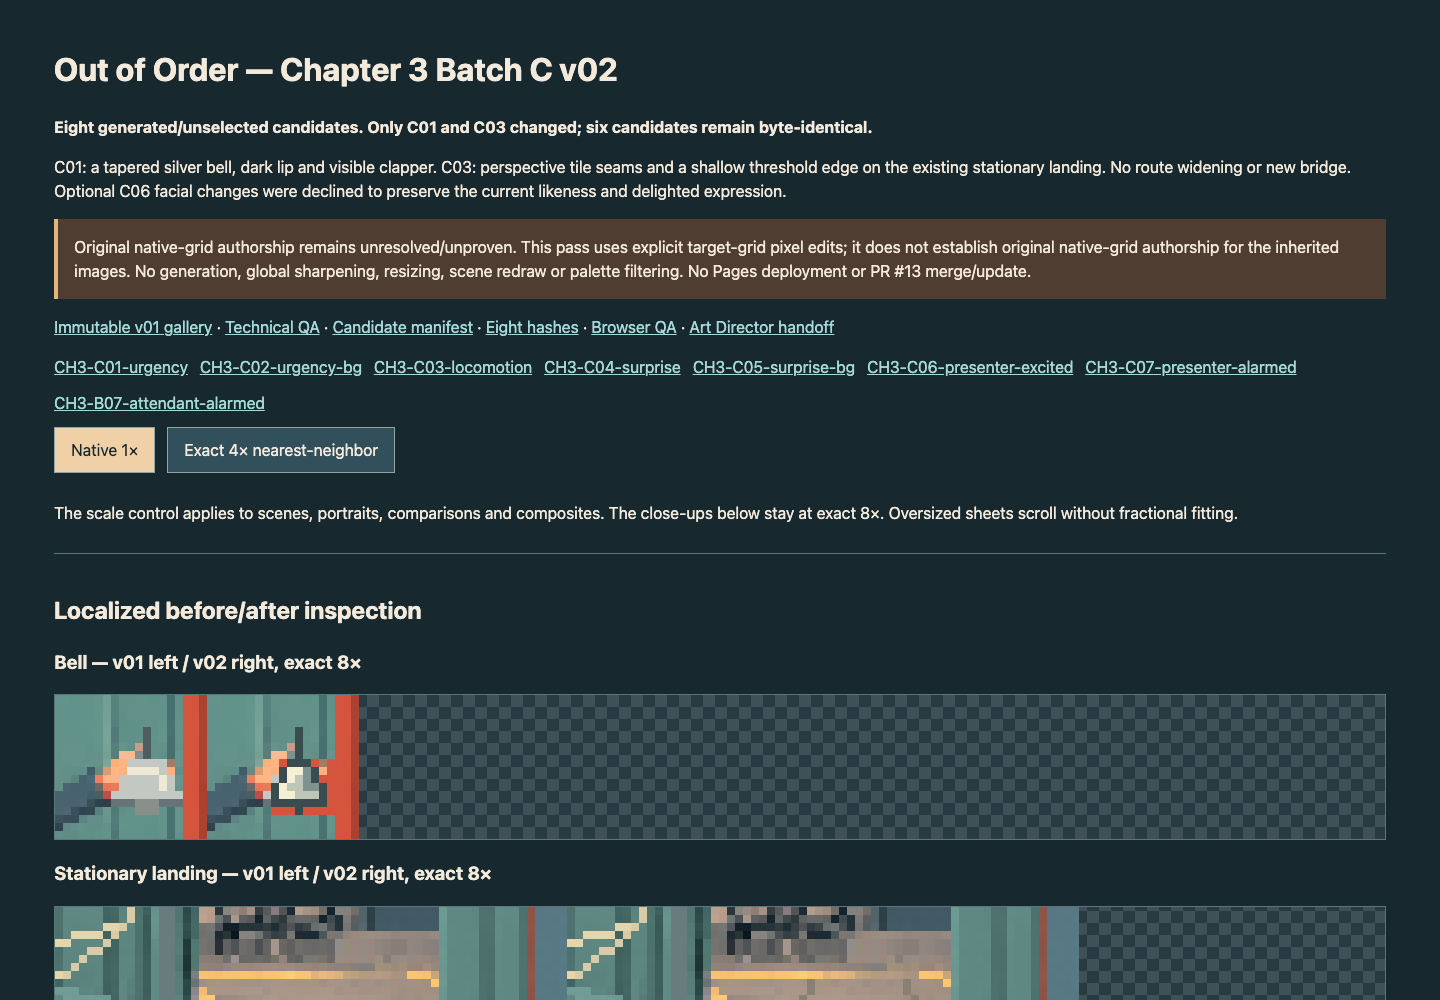 Out of Order — Chapter 3 Batch C v02
Eight generated/unselected candidates. Only C01 and C03 changed; six candidates remain byte-identical.
C01: a tapered silver bell, dark lip and visible clapper. C03: perspective tile seams and a shallow threshold edge on the existing stationary landing. No route widening or new bridge.
Optional C06 facial changes were declined to preserve the current likeness and delighted expression.
Original native-grid authorship remains unresolved/unproven. This pass uses explicit target-grid pixel edits; it does not establish original native-grid authorship for the inherited
images. No generation, global sharpening, resizing, scene redraw or palette filtering. No Pages deployment or PR #13 merge/update.
Immutable v01 gallery · Technical QA · Candidate manifest · Eight hashes · Browser QA · Art Director handoff
CH3-C01-urgency CH3-C02-urgency-bg CH3-C03-locomotion CH3-C04-surprise CH3-C05-surprise-bg CH3-C06-presenter-excited CH3-C07-presenter-alarmed
CH3-B07-attendant-alarmed
Native 1× Exact 4× nearest-neighbor
The scale control applies to scenes, portraits, comparisons and composites. The close-ups below stay at exact 8×. Oversized sheets scroll without fractional fitting.
Localized before/after inspection
Bell — v01 left / v02 right, exact 8×
Stationary landing — v01 left / v02 right, exact 8×